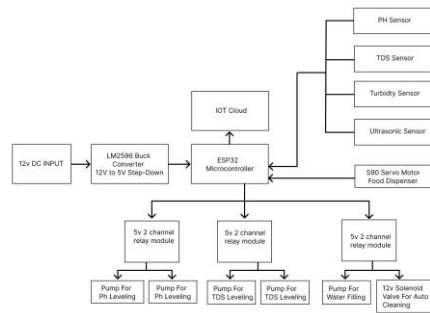 PH Sensor
TDS Sensor
Turbidty Sensor
Ultrasonic Sensor
IOT Cloud
12v DC INPUT
LM2596 Buck
Converter
12V to 5V Step-Down
ESP32
Microcontroller
S90 Servo Motor
Food Dispenser
5v 2 channel
relay module
5v 2 channel
relay module
5v 2 channel
relay module
Pump For
Ph Leveling
Pump For
Ph Leveling
Pump For
TDS Leveling
Pump For
TDS Leveling
Pump For
Water Filling
12v Solenoid
Valve For Auto
Cleaning